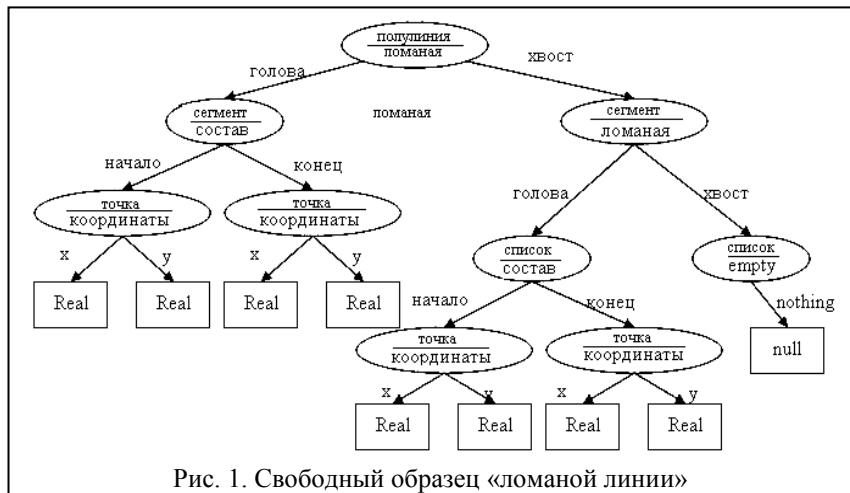 полулиния
ломаная
голова
хвост
ломаная
сегмент
состав
сегмент
ломаная
начало
конец
голова
хвост
точка
координаты
точка
координаты
x
y
x
y
список
состав
список
empty
Real
Real
Real
Real
начало
конец
nothing
точка
координаты
точка
координаты
null
x
y
x
y
Real
Real
Real
Real
Рис. 1. Свободный образец «ломаной линии»